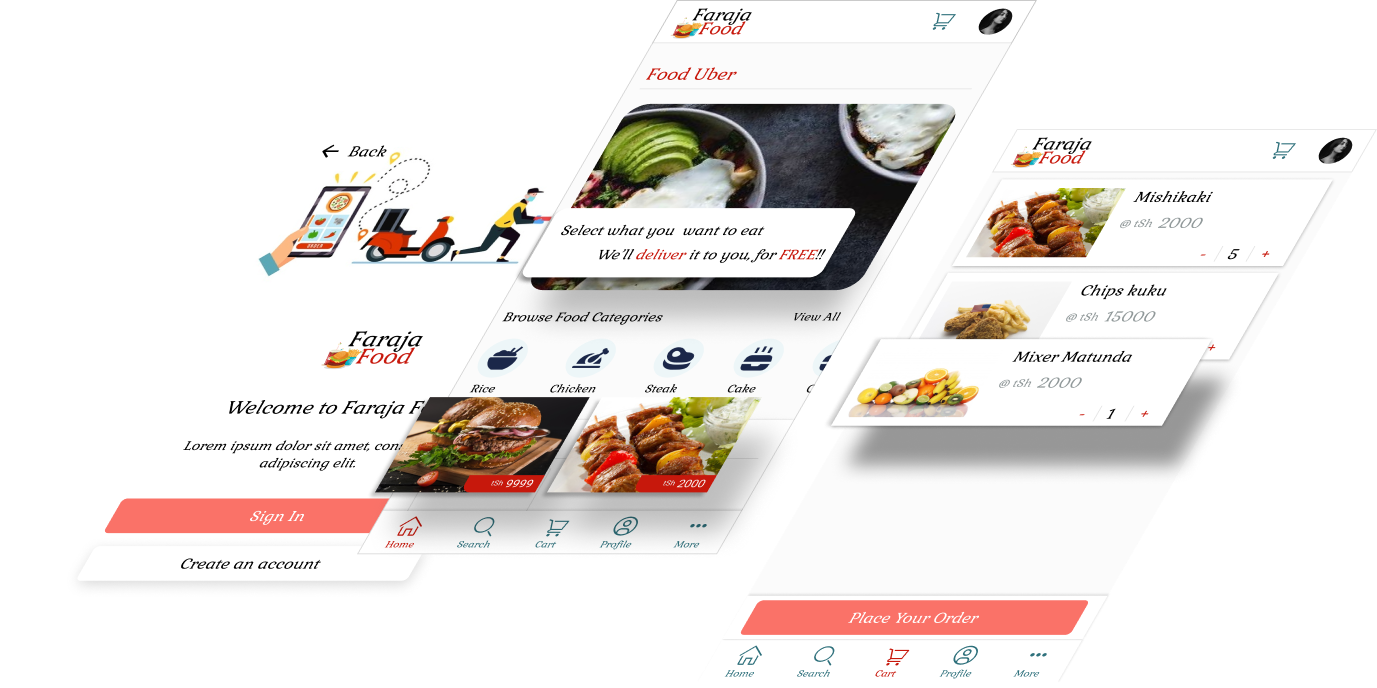 Back
ORDER
Faraja
Food
Welcome to Faraja F
Lorem ipsum dolor sit amet, con
adipiscing elit.
Sign In
Create an account
Faraja
Food
Food Uber
Select what you want to eat
We'll deliver it to you, for FREE!!
Browse Food Categories
View All
Rice
Chicken
Steak
Cake
C
tSh 9999
tSh 2000
Home
Search
Cart
Profile
More
Faraja
Food
Mishikaki
@ tSh 2000
- 5 +
Chips kuku
@ tSh 15000
+
Mixer Matunda
@ tSh 2000
- 1 +
Place Your Order
Home
Search
Cart
Profile
More